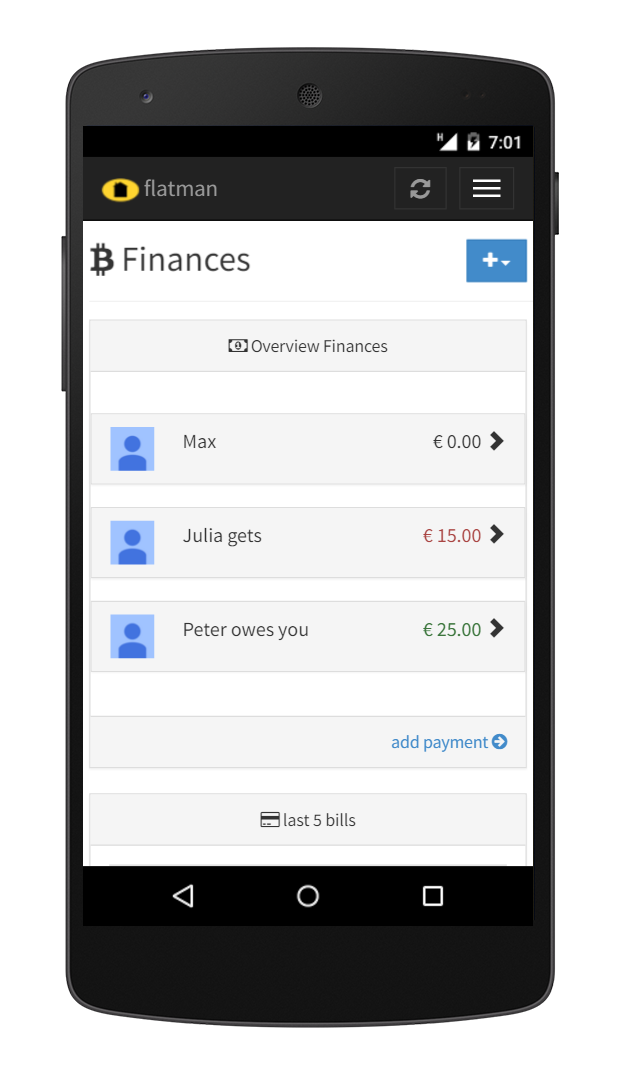 H 7:01
flatman
Finances
Overview Finances
Max € 0.00
Julia gets € 15.00
Peter owes you € 25.00
add payment
last 5 bills